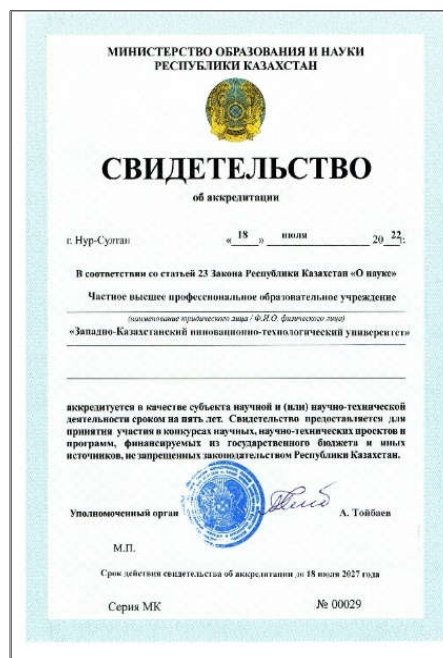 МИНИСТЕРСТВО ОБРАЗОВАНИЯ И НАУКИ
РЕСПУБЛИКИ КАЗАХСТАН
СВИДЕТЕЛЬСТВО
об аккредитации
г. Нур-Султан « 18 » июля 20 22г.
В соответствии со статьей 23 Закона Республики Казахстан «О науке»
Частное высшее профессиональное образовательное учреждение
(наименование юридического лица / Ф.И.О. физического лица)
«Западно-Казахстанский инновационно-технологический университет»
аккредитуется в качестве субъекта научной и (или) научно-технической
деятельности сроком на пять лет. Свидетельство предоставляется для
принятия участия в конкурсах научных, научно-технических проектов и
программ, финансируемых из государственного бюджета и иных
источников, не запрещенных законодательством Республики Казахстан.
Уполномоченный орган А. Тойбаев
М.П.
Срок действия свидетельства об аккредитации до 18 июля 2027 года
Серия МК № 00029